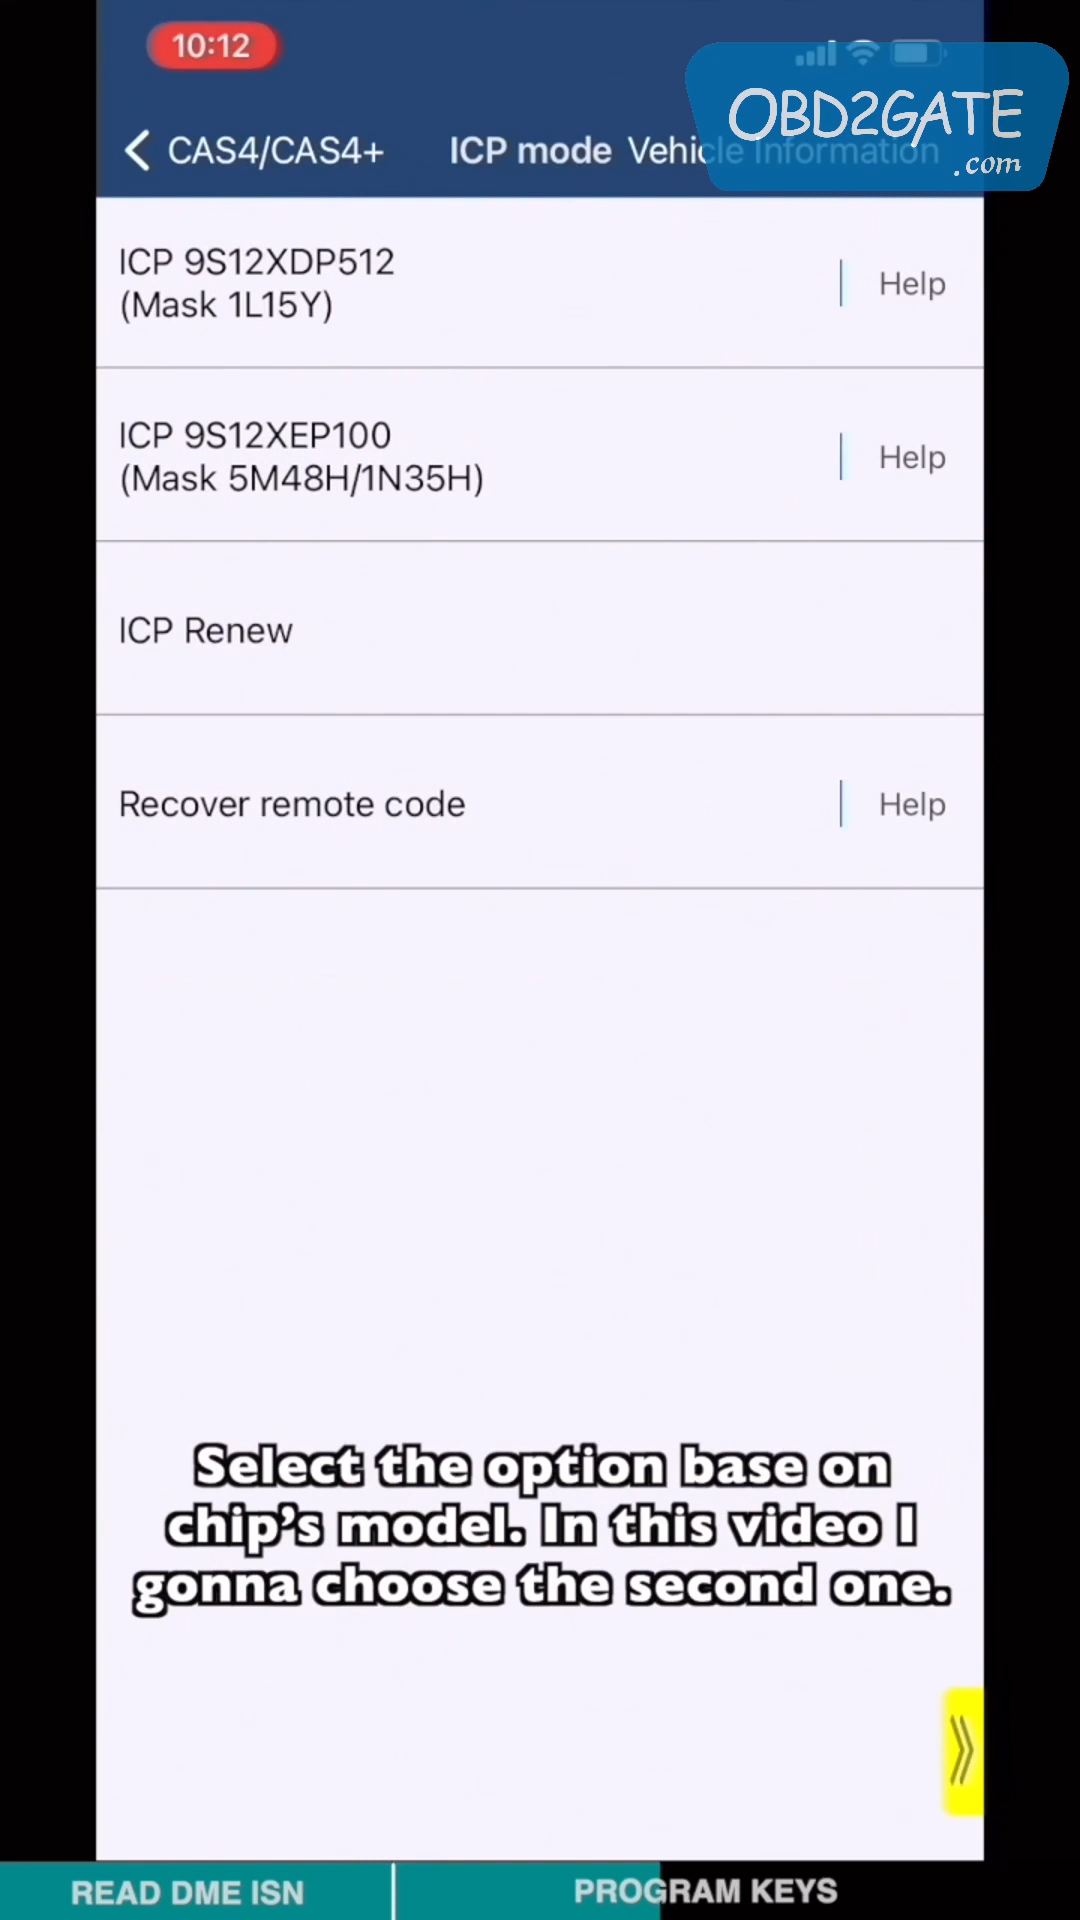 10:12
OBD2GATE
.com
CAS4/CAS4+ ICP mode Vehicle Information
ICP 9S12XDP512
(Mask 1L15Y)
Help
ICP 9S12XEP100
(Mask 5M48H/1N35H)
Help
ICP Renew
Recover remote code
Help
Select the option base on
chip's model. In this video I
gonna choose the second one.
READ DME ISN
PROGRAM KEYS